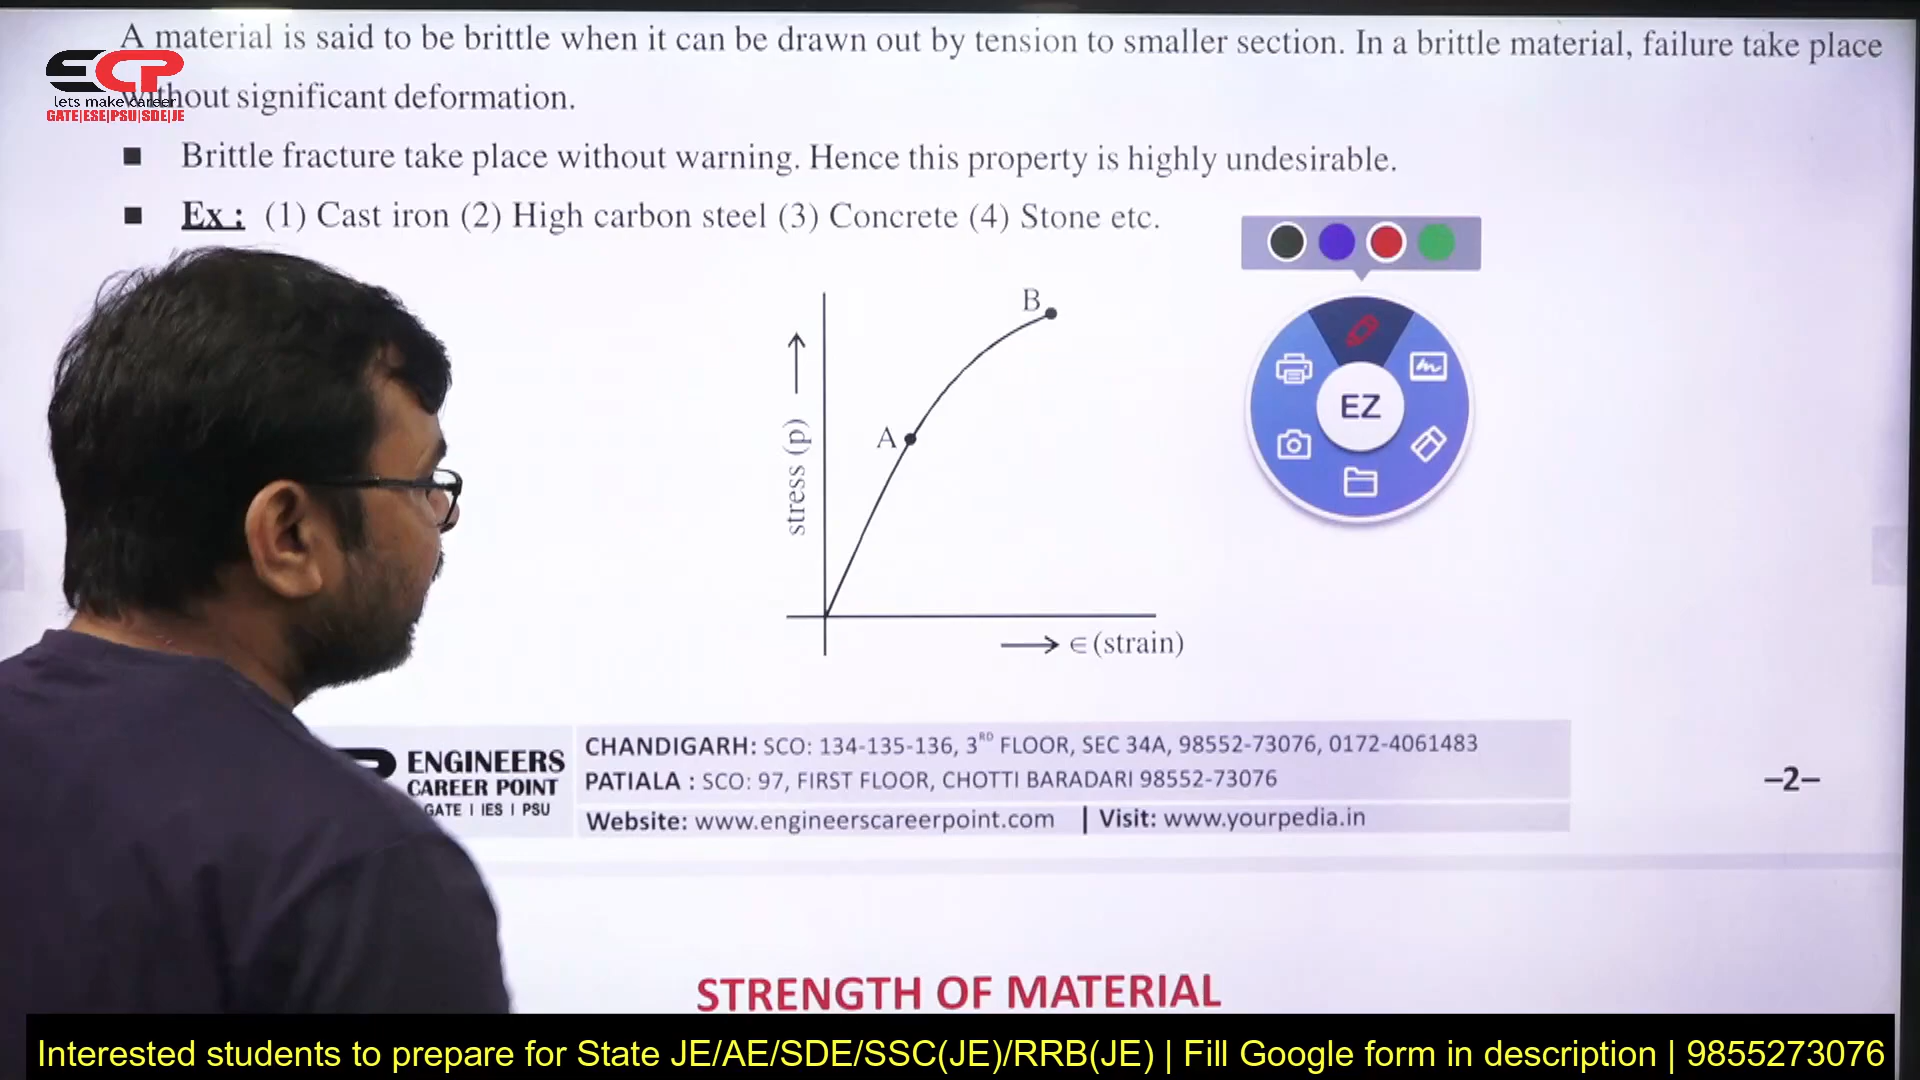 A material is said to be brittle when it can be drawn out by tension to smaller section. In a brittle material, failure take place
without significant deformation.
ECP
lets make career
GATE|ESE|PSU|SDE|JE
■ Brittle fracture take place without warning. Hence this property is highly undesirable.
■ Ex : (1) Cast iron (2) High carbon steel (3) Concrete (4) Stone etc.
B
A
stress (p)
∈ (strain)
EZ
ENGINEERS
CAREER POINT
GATE I IES I PSU
CHANDIGARH: SCO: 134-135-136, 3RD FLOOR, SEC 34A, 98552-73076, 0172-4061483
PATIALA : SCO: 97, FIRST FLOOR, CHOTTI BARADARI 98552-73076
Website: www.engineerscareerpoint.com | Visit: www.yourpedia.in
–2–
STRENGTH OF MATERIAL
Interested students to prepare for State JE/AE/SDE/SSC(JE)/RRB(JE) | Fill Google form in description | 9855273076